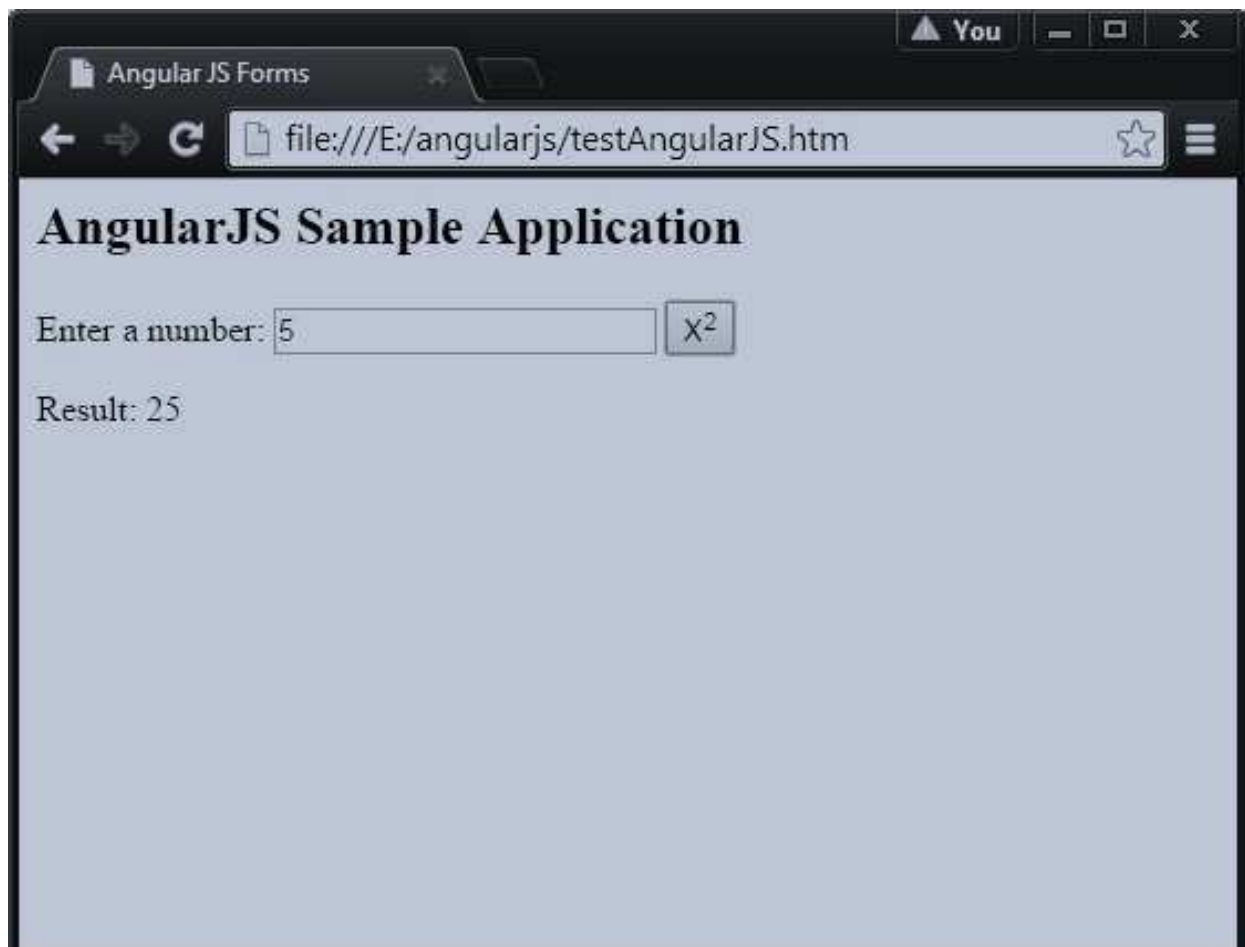 You
Angular JS Forms
file:///E:/angularjs/testAngularJS.htm
AngularJS Sample Application
Enter a number: 5 X²
Result: 25